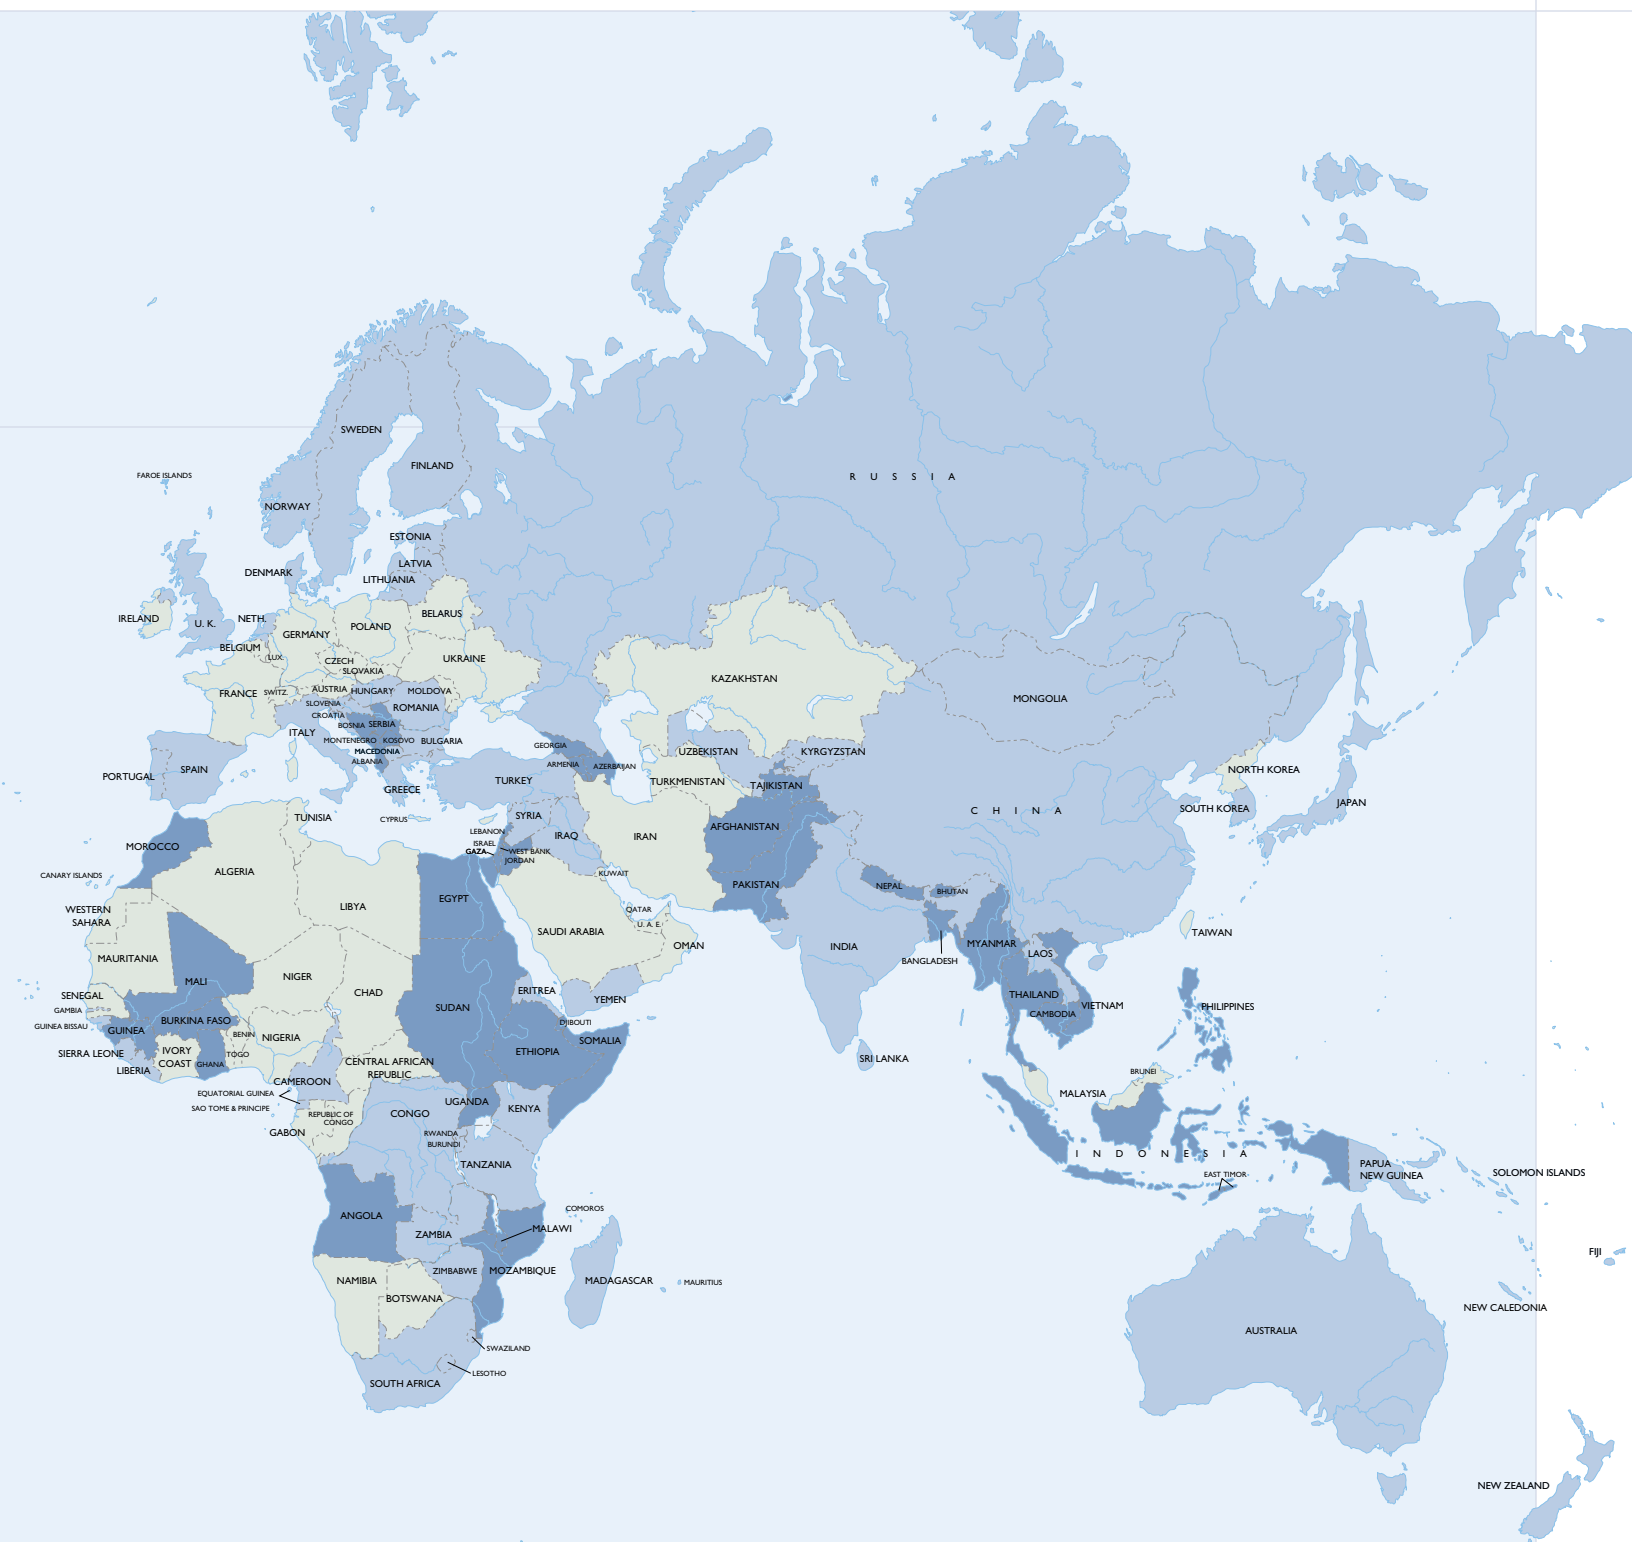 SWEDEN
FINLAND
FAROE ISLANDS
R U S S I A
NORWAY
ESTONIA
LATVIA
DENMARK
LITHUANIA
IRELAND
U. K.
NETH.
BELARUS
GERMANY
POLAND
BELGIUM
LUX.
CZECH
SLOVAKIA
UKRAINE
KAZAKHSTAN
MONGOLIA
FRANCE
SWITZ.
AUSTRIA
HUNGARY
MOLDOVA
SLOVENIA
ROMANIA
CROATIA
BOSNIA
SERBIA
ITALY
MONTENEGRO
KOSOVO
BULGARIA
MACEDONIA
ALBANIA
GEORGIA
ARMENIA
AZERBAIJAN
UZBEKISTAN
KYRGYZSTAN
TURKMENISTAN
TAJIKISTAN
NORTH KOREA
SOUTH KOREA
JAPAN
PORTUGAL
SPAIN
GREECE
TURKEY
C H I N A
TUNISIA
CYPRUS
SYRIA
LEBANON
ISRAEL
GAZA
WEST BANK
JORDAN
IRAQ
IRAN
AFGHANISTAN
MOROCCO
CANARY ISLANDS
ALGERIA
KUWAIT
PAKISTAN
NEPAL
BHUTAN
WESTERN
SAHARA
LIBYA
EGYPT
QATAR
U. A. E.
SAUDI ARABIA
OMAN
INDIA
BANGLADESH
MYANMAR
LAOS
TAIWAN
MAURITANIA
MALI
NIGER
CHAD
SUDAN
ERITREA
YEMEN
THAILAND
VIETNAM
CAMBODIA
PHILIPPINES
SENEGAL
GAMBIA
GUINEA BISSAU
GUINEA
BURKINA FASO
BENIN
NIGERIA
DJIBOUTI
SOMALIA
ETHIOPIA
SIERRA LEONE
IVORY
COAST
GHANA
TOGO
LIBERIA
CENTRAL AFRICAN
REPUBLIC
SRI LANKA
BRUNEI
MALAYSIA
CAMEROON
EQUATORIAL GUINEA
SAO TOME & PRINCIPE
REPUBLIC OF
CONGO
GABON
CONGO
UGANDA
KENYA
RWANDA
BURUNDI
TANZANIA
I N D O N E S I A
EAST TIMOR
PAPUA
NEW GUINEA
SOLOMON ISLANDS
ANGOLA
ZAMBIA
COMOROS
MALAWI
FIJI
NAMIBIA
ZIMBABWE
MOZAMBIQUE
MADAGASCAR
MAURITIUS
BOTSWANA
NEW CALEDONIA
AUSTRALIA
SWAZILAND
LESOTHO
SOUTH AFRICA
NEW ZEALAND